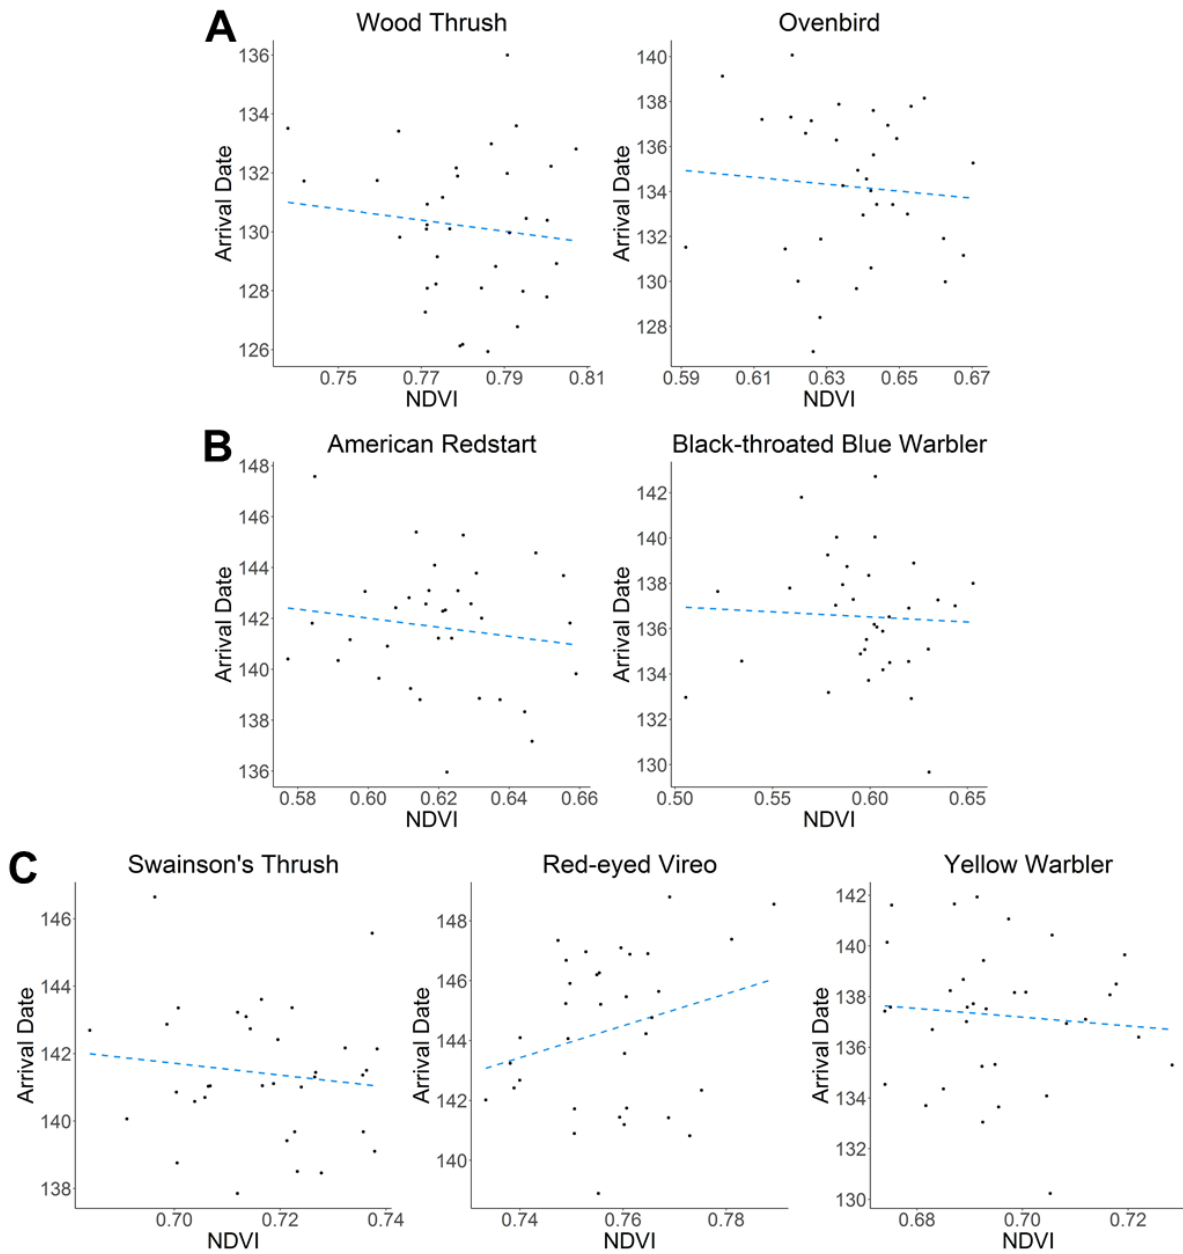 A
Wood Thrush
Ovenbird
Arrival Date
136
134
132
130
128
126
0.75
0.77
0.79
0.81
NDVI
Arrival Date
140
138
136
134
132
130
128
0.59
0.61
0.63
0.65
0.67
NDVI
B
American Redstart
Black-throated Blue Warbler
Arrival Date
148
146
144
142
140
138
136
0.58
0.60
0.62
0.64
0.66
NDVI
Arrival Date
142
140
138
136
134
132
130
0.50
0.55
0.60
0.65
NDVI
C
Swainson's Thrush
Red-eyed Vireo
Yellow Warbler
Arrival Date
146
144
142
140
138
0.70
0.72
0.74
NDVI
Arrival Date
148
146
144
142
140
0.74
0.76
0.78
NDVI
Arrival Date
142
140
138
136
134
132
130
0.68
0.70
0.72
NDVI